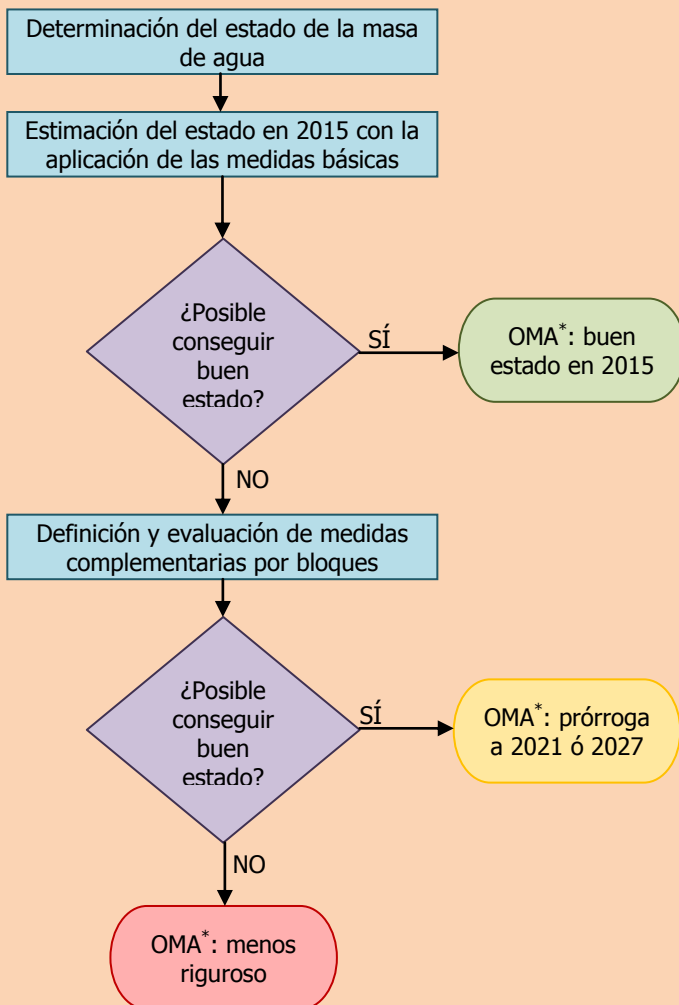 Determinación del estado de la masa
de agua
Estimación del estado en 2015 con la
aplicación de las medidas básicas
¿Posible
conseguir
buen
estado?
SÍ
OMA*: buen
estado en 2015
NO
Definición y evaluación de medidas
complementarias por bloques
¿Posible
conseguir
buen
estado?
SÍ
OMA*: prórroga
a 2021 ó 2027
NO
OMA*: menos
riguroso